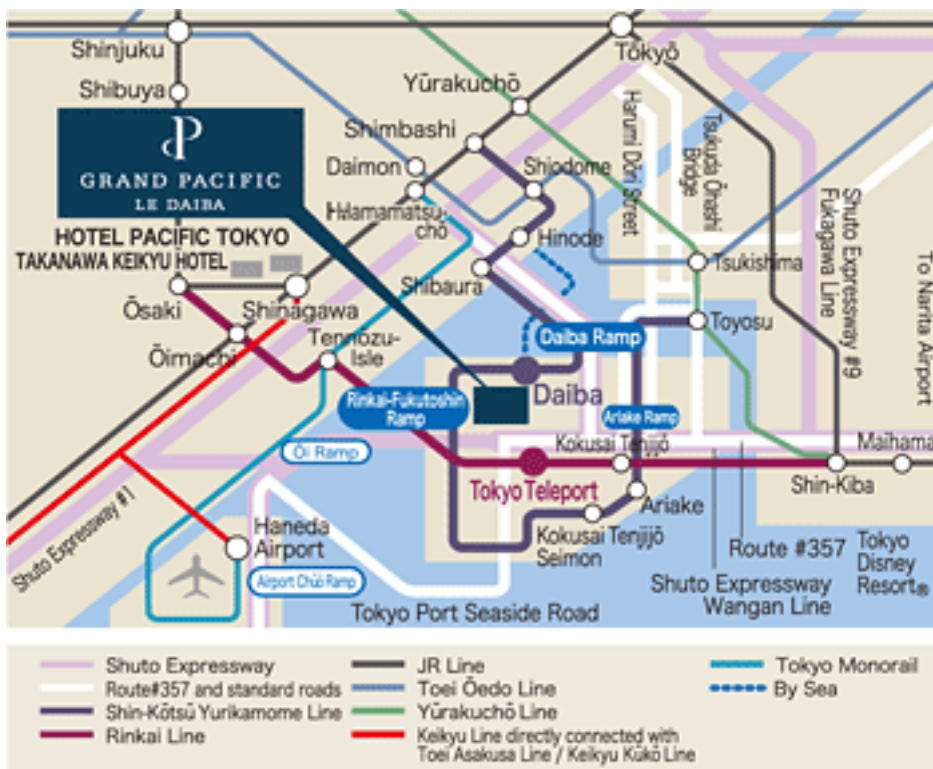 Shinjuku
Tōkyō
Shibuya
Yūrakuchō
Shimbashi
Shiodome
Daimon
Hamamatsu-
chō
Hinode
Shibaura
GRAND PACIFIC
LE DAIBA
HOTEL PACIFIC TOKYO
TAKANAWA KEIKYU HOTEL
Harumi Dōri Street
Tsukuda Ōhashi
Bridge
Shuto Expressway #9
Fukagawa Line
To Narita Airport
Tsukishima
Toyosu
Ōsaki
Shinagawa
Ōimachi
Tennōzu-
Isle
Daiba Ramp
Daiba
Rinkai-Fukutoshin
Ramp
Ariake Ramp
Kokusai Tenjijō
Maihama
Ōi Ramp
Tokyo Teleport
Shin-Kiba
Ariake
Shuto Expressway #1
Haneda
Airport
Kokusai Tenjijō
Seimon
Route #357
Tokyo
Disney
Resort®
Airport Chūō Ramp
Shuto Expressway
Wangan Line
Tokyo Port Seaside Road
Shuto Expressway
Route#357 and standard roads
Shin-Kōtsū Yurikamome Line
Rinkai Line
JR Line
Toei Ōedo Line
Yūrakuchō Line
Keikyu Line directly connected with
Toei Asakusa Line / Keikyu Kūkō Line
Tokyo Monorail
By Sea